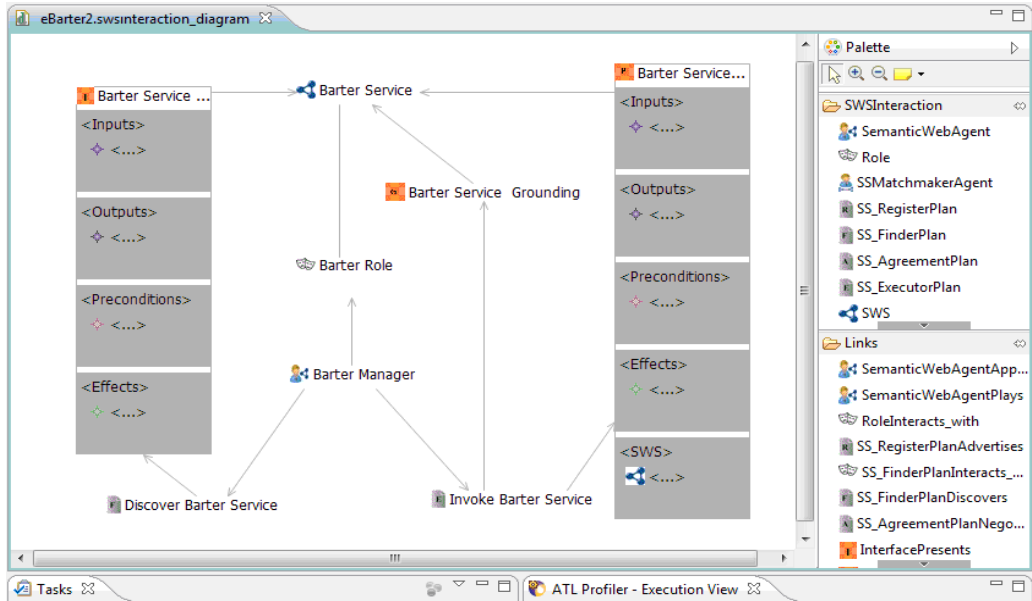 eBarter2.swsinteraction_diagram
Barter Service ...
<Inputs>
<...>
<Outputs>
<...>
<Preconditions>
<...>
<Effects>
<...>
Barter Service
Barter Service Grounding
Barter Role
Barter Manager
Discover Barter Service
Invoke Barter Service
Barter Service...
<Inputs>
<...>
<Outputs>
<...>
<Preconditions>
<...>
<Effects>
<...>
<SWS>
<...>
Palette
SWSInteraction
SemanticWebAgent
Role
SSMatchmakerAgent
SS_RegisterPlan
SS_FinderPlan
SS_AgreementPlan
SS_ExecutorPlan
SWS
Links
SemanticWebAgentApp...
SemanticWebAgentPlays
RoleInteracts_with
SS_RegisterPlanAdvertises
SS_FinderPlanInteracts_...
SS_FinderPlanDiscovers
SS_AgreementPlanNego...
InterfacePresents
Tasks
ATL Profiler - Execution View